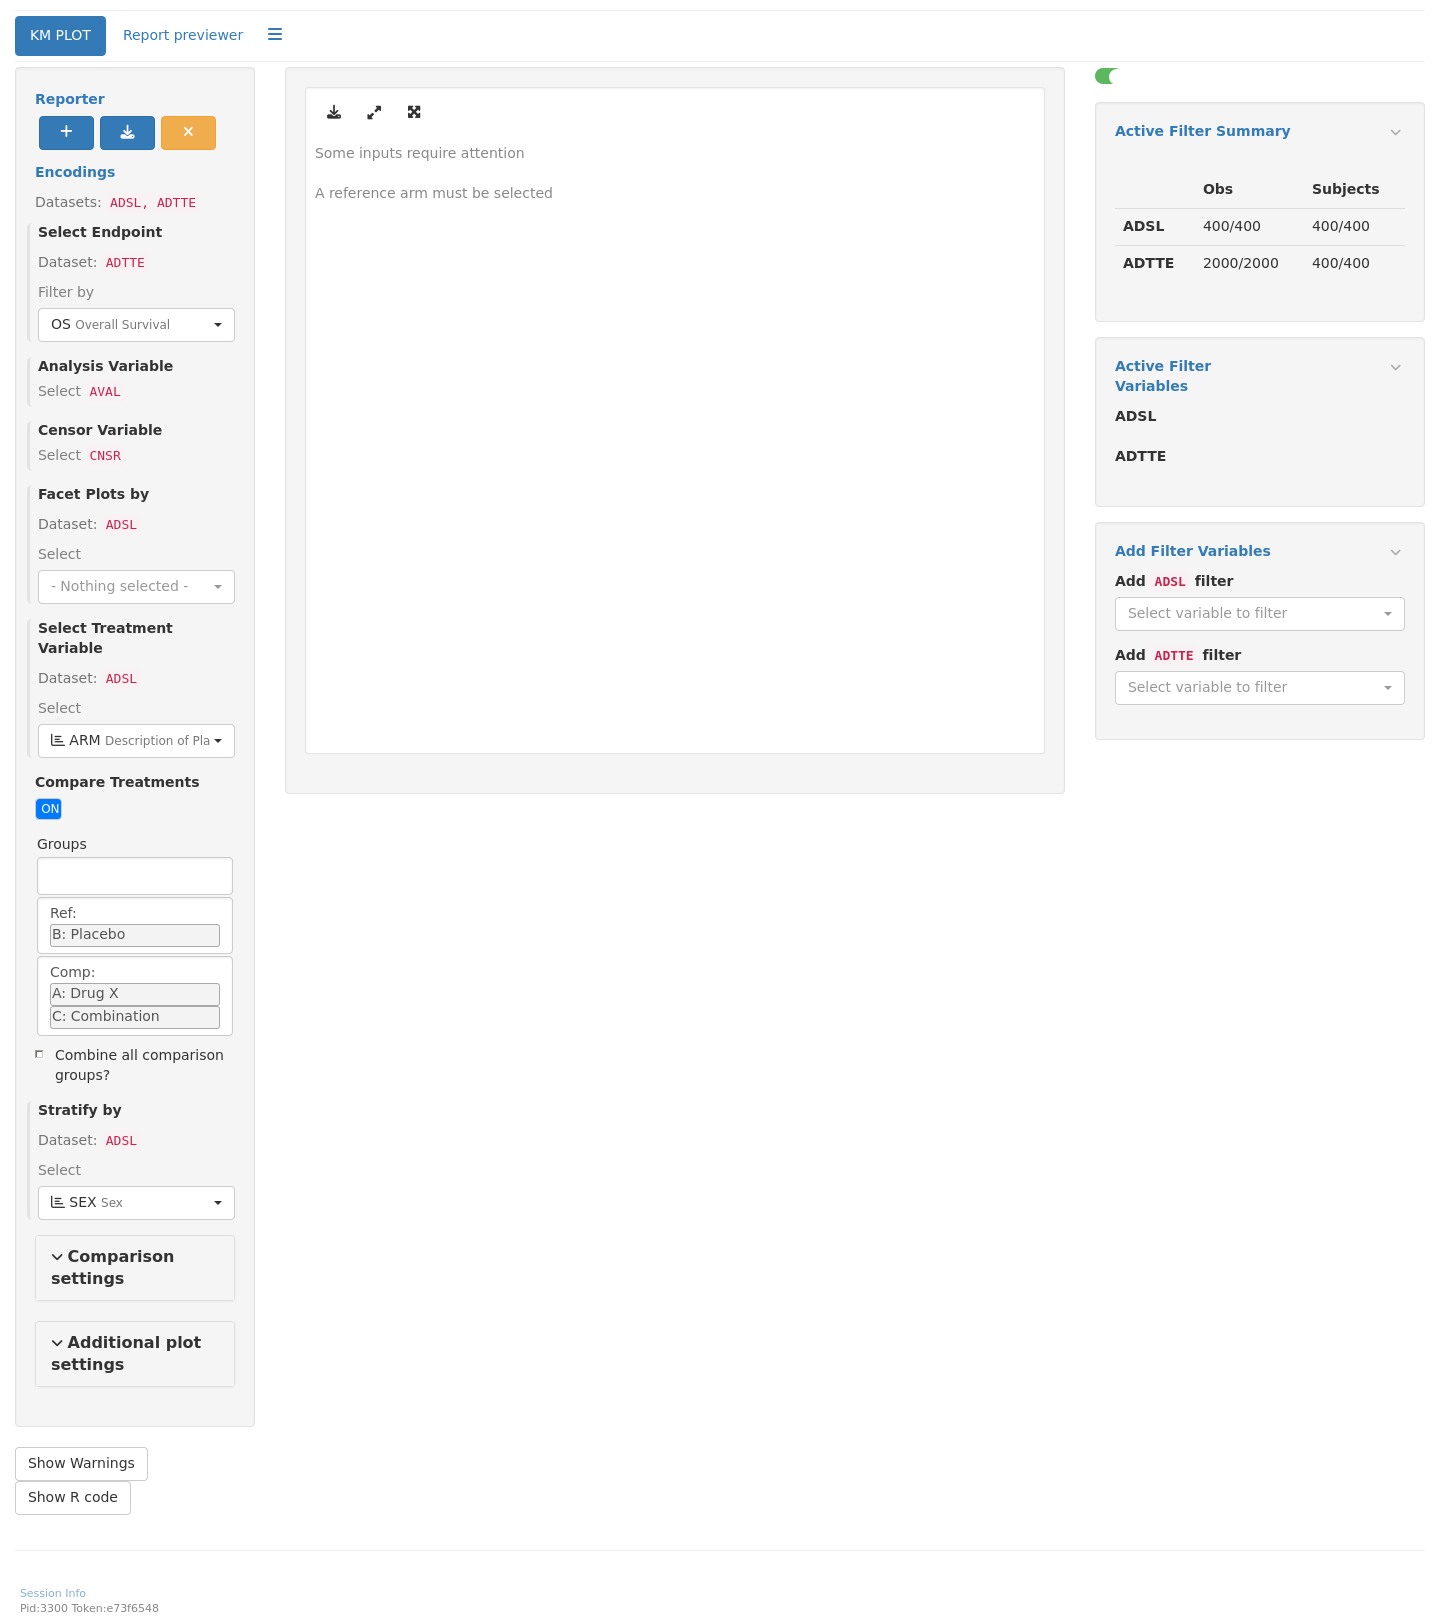 KM PLOT
Report previewer
Reporter
Encodings
Datasets: ADSL, ADTTE
Select Endpoint
Dataset: ADTTE
Filter by
OS Overall Survival
Analysis Variable
Select AVAL
Censor Variable
Select CNSR
Facet Plots by
Dataset: ADSL
Select
- Nothing selected -
Select Treatment
Variable
Dataset: ADSL
Select
ARM Description of Pla
Compare Treatments
ON
Groups
Ref:
B: Placebo
Comp:
A: Drug X
C: Combination
Combine all comparison
groups?
Stratify by
Dataset: ADSL
Select
SEX Sex
Comparison
settings
Additional plot
settings
Show Warnings
Show R code
Some inputs require attention
A reference arm must be selected
Active Filter Summary
Obs Subjects
ADSL 400/400 400/400
ADTTE 2000/2000 400/400
Active Filter
Variables
ADSL
ADTTE
Add Filter Variables
Add ADSL filter
Select variable to filter
Add ADTTE filter
Select variable to filter
Session Info
Pid:3300 Token:e73f6548